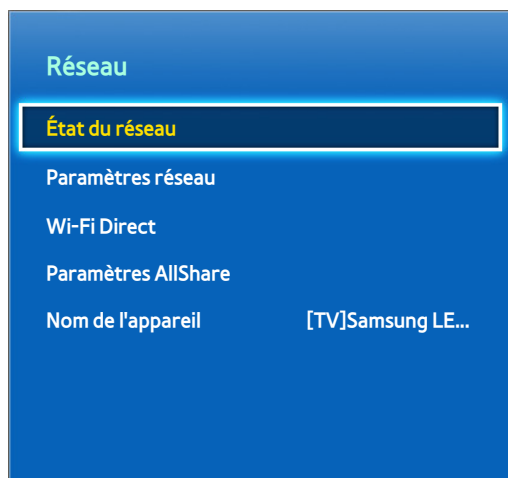 Réseau
État du réseau
Paramètres réseau
Wi-Fi Direct
Paramètres AllShare
Nom de l'appareil [TV]Samsung LE...